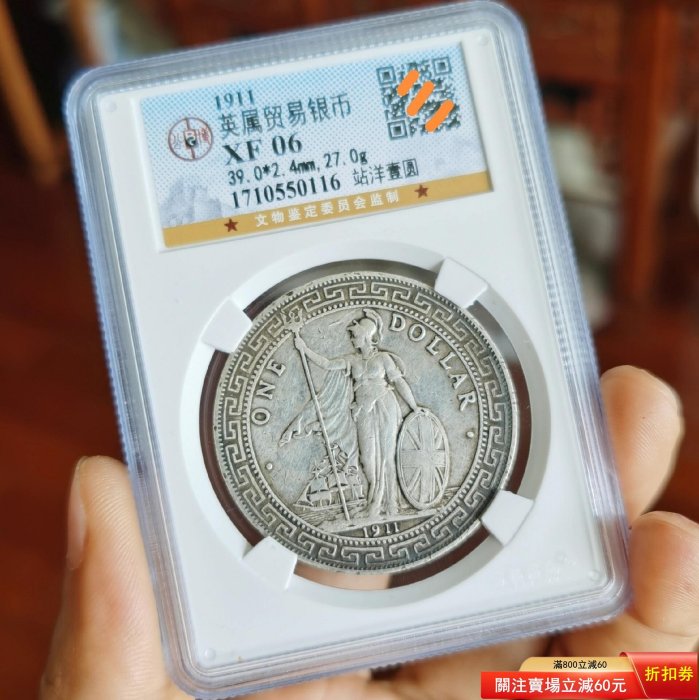 1911
英属贸易银币
XF 06
39.0*2.4mm,27.0g
1710550116 站洋壹圆
★ 文物鉴定委员会监制 ★
ONE DOLLAR
1911
滿800立減60
關注賣場立減60元
折扣券